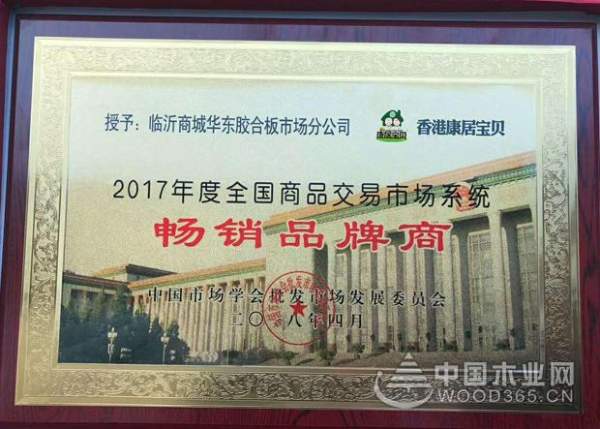 授予：临沂商城华东胶合板市场分公司
香港康居宝贝
2017年度全国商品交易市场系统
畅销品牌商
中国市场学会批发市场发展委员会
二〇一八年四月
中国木业网
WOOD365.CN